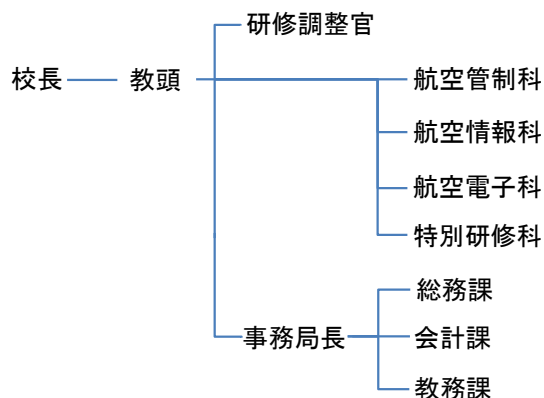 研修調整官
校長
教頭
航空管制科
航空情報科
航空電子科
特別研修科
総務課
事務局長
会計課
教務課